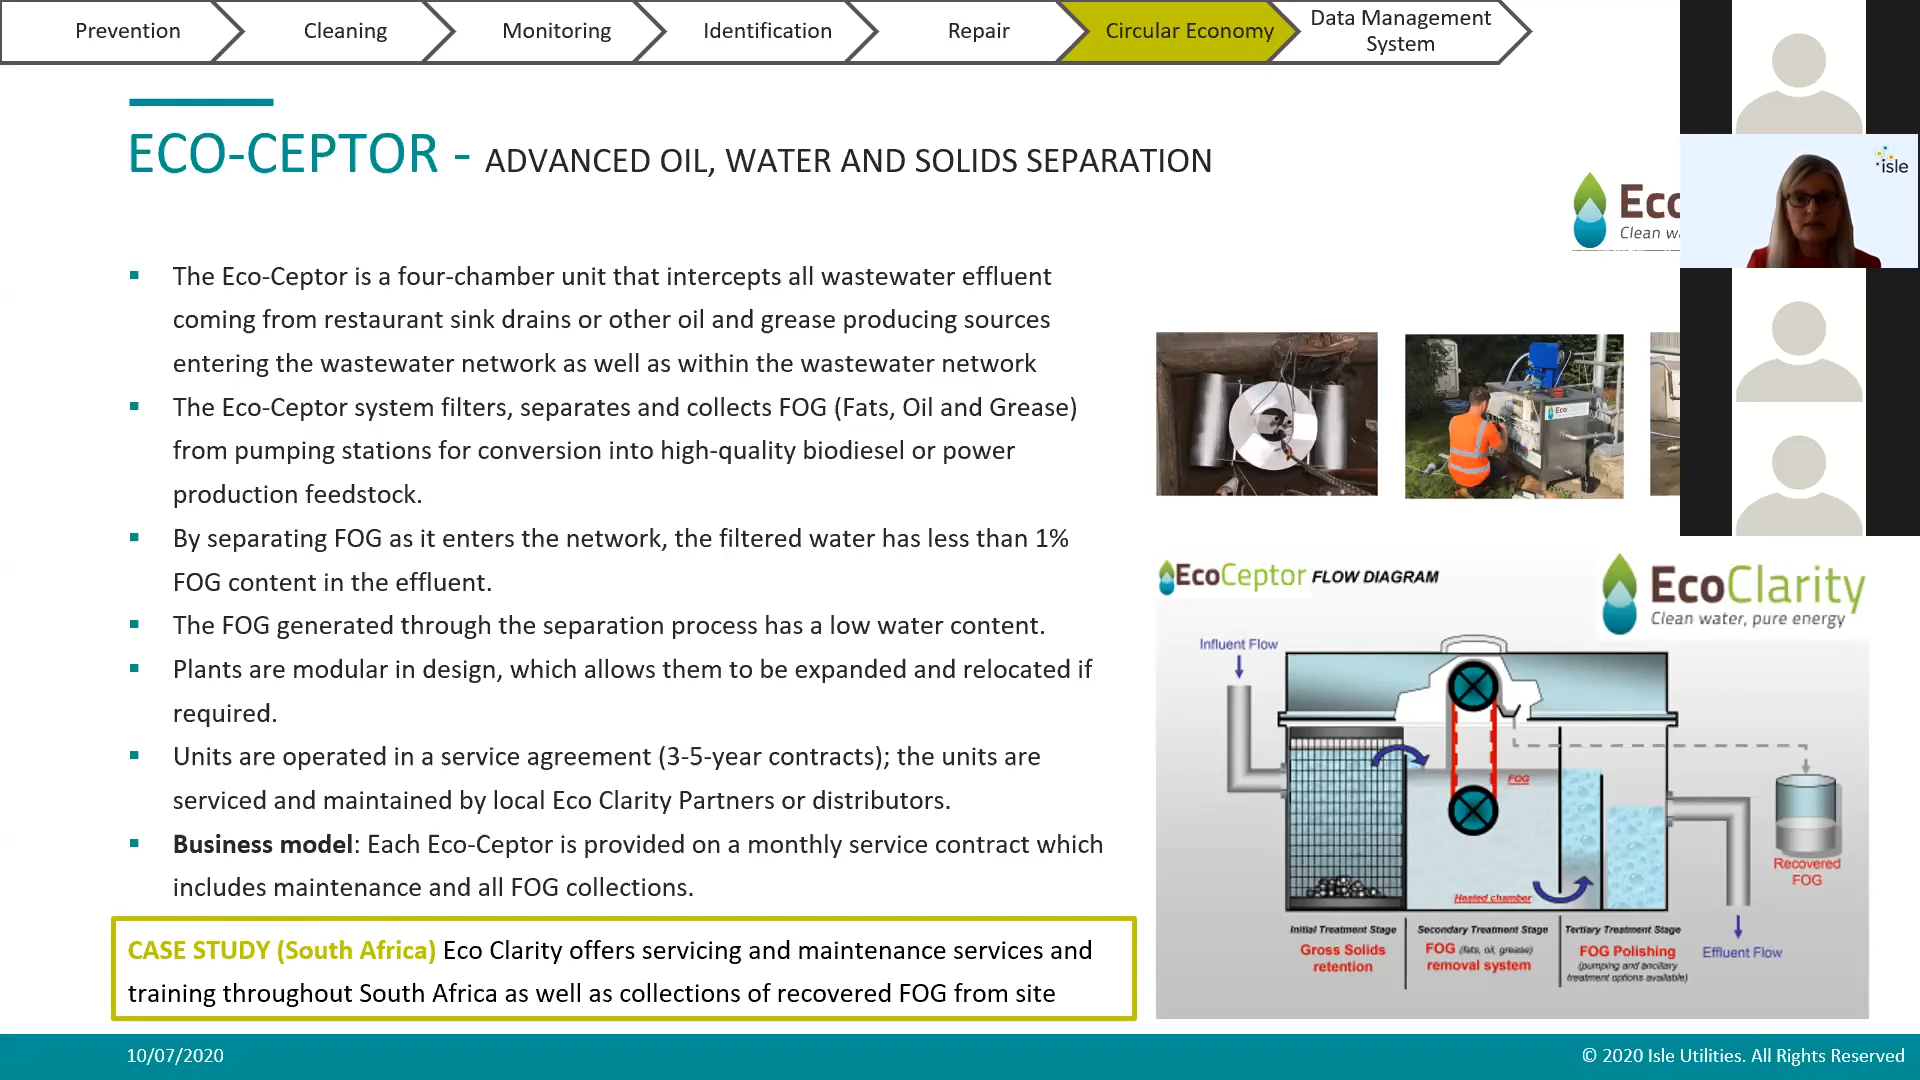 Prevention
Cleaning
Monitoring
Identification
Repair
Circular Economy
Data Management
System
ECO-CEPTOR - ADVANCED OIL, WATER AND SOLIDS SEPARATION
isle
Clean
▪ The Eco-Ceptor is a four-chamber unit that intercepts all wastewater effluent
coming from restaurant sink drains or other oil and grease producing sources
entering the wastewater network as well as within the wastewater network
▪ The Eco-Ceptor system filters, separates and collects FOG (Fats, Oil and Grease)
from pumping stations for conversion into high-quality biodiesel or power
production feedstock.
▪ By separating FOG as it enters the network, the filtered water has less than 1%
FOG content in the effluent.
▪ The FOG generated through the separation process has a low water content.
▪ Plants are modular in design, which allows them to be expanded and relocated if
required.
▪ Units are operated in a service agreement (3-5-year contracts); the units are
serviced and maintained by local Eco Clarity Partners or distributors.
▪ Business model: Each Eco-Ceptor is provided on a monthly service contract which
includes maintenance and all FOG collections.
CASE STUDY (South Africa) Eco Clarity offers servicing and maintenance services and
training throughout South Africa as well as collections of recovered FOG from site
EcoCeptor FLOW DIAGRAM
EcoClarity
Clean water, pure energy
Influent Flow
FOG
Heated chamber
Recovered
FOG
Effluent Flow
Initial Treatment Stage
Gross Solids
retention
Secondary Treatment Stage
FOG (fats, oil, grease)
removal system
Tertiary Treatment Stage
FOG Polishing
(pumping and ancillary
treatment options available)
10/07/2020
© 2020 Isle Utilities. All Rights Reserved